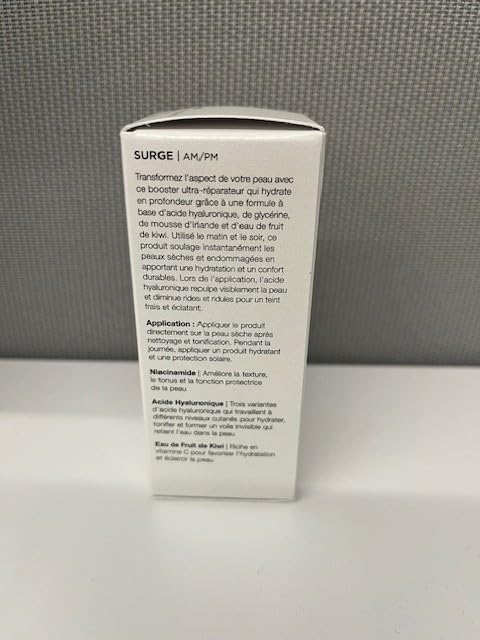 SURGE | AM/PM
Transformez l'aspect de votre peau avec
ce booster ultra-réparateur qui hydrate
en profondeur grâce à une formule à
base d'acide hyaluronique, de glycérine,
de mousse d'Irlande et d'eau de fruit
de kiwi. Utilisé le matin et le soir, ce
produit soulage instantanément les
peaux sèches et endommagées en
apportant une hydratation et un confort
durables. Lors de l'application, l'acide
hyaluronique repulpe visiblement la peau
et diminue rides et ridules pour un teint
frais et éclatant.
Application : Appliquer le produit
directement sur la peau sèche après
nettoyage et tonification. Pendant la
journée, appliquer un produit hydratant
et une protection solaire.
Niacinamide | Améliore la texture,
le tonus et la fonction protectrice
de la peau
Acide Hyaluronique | Trois variantes
d'acide hyaluronique qui travaillent à
différents niveaux cutanés pour hydrater,
tonifier et former un voile invisible qui
retient l'eau dans la peau.
Eau de Fruit de Kiwi | Riche en
vitamine C pour favoriser l'hydratation
et éclaircir la peau